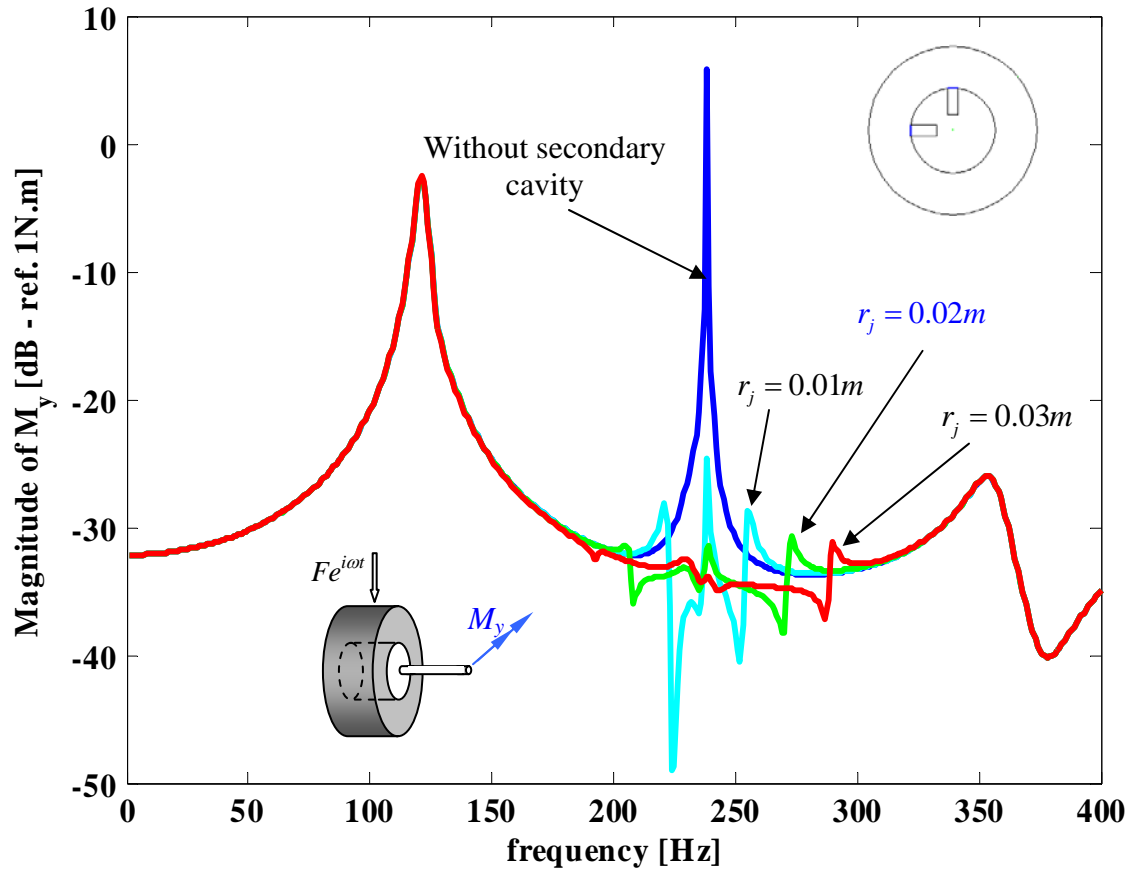 10
0
-10
-20
-30
-40
-50
Magnitude of M_y [dB - ref. 1N.m]
Without secondary
cavity
r_j = 0.02m
r_j = 0.01m
r_j = 0.03m
Fe^{iωt}
M_y
0 50 100 150 200 250 300 350 400
frequency [Hz]